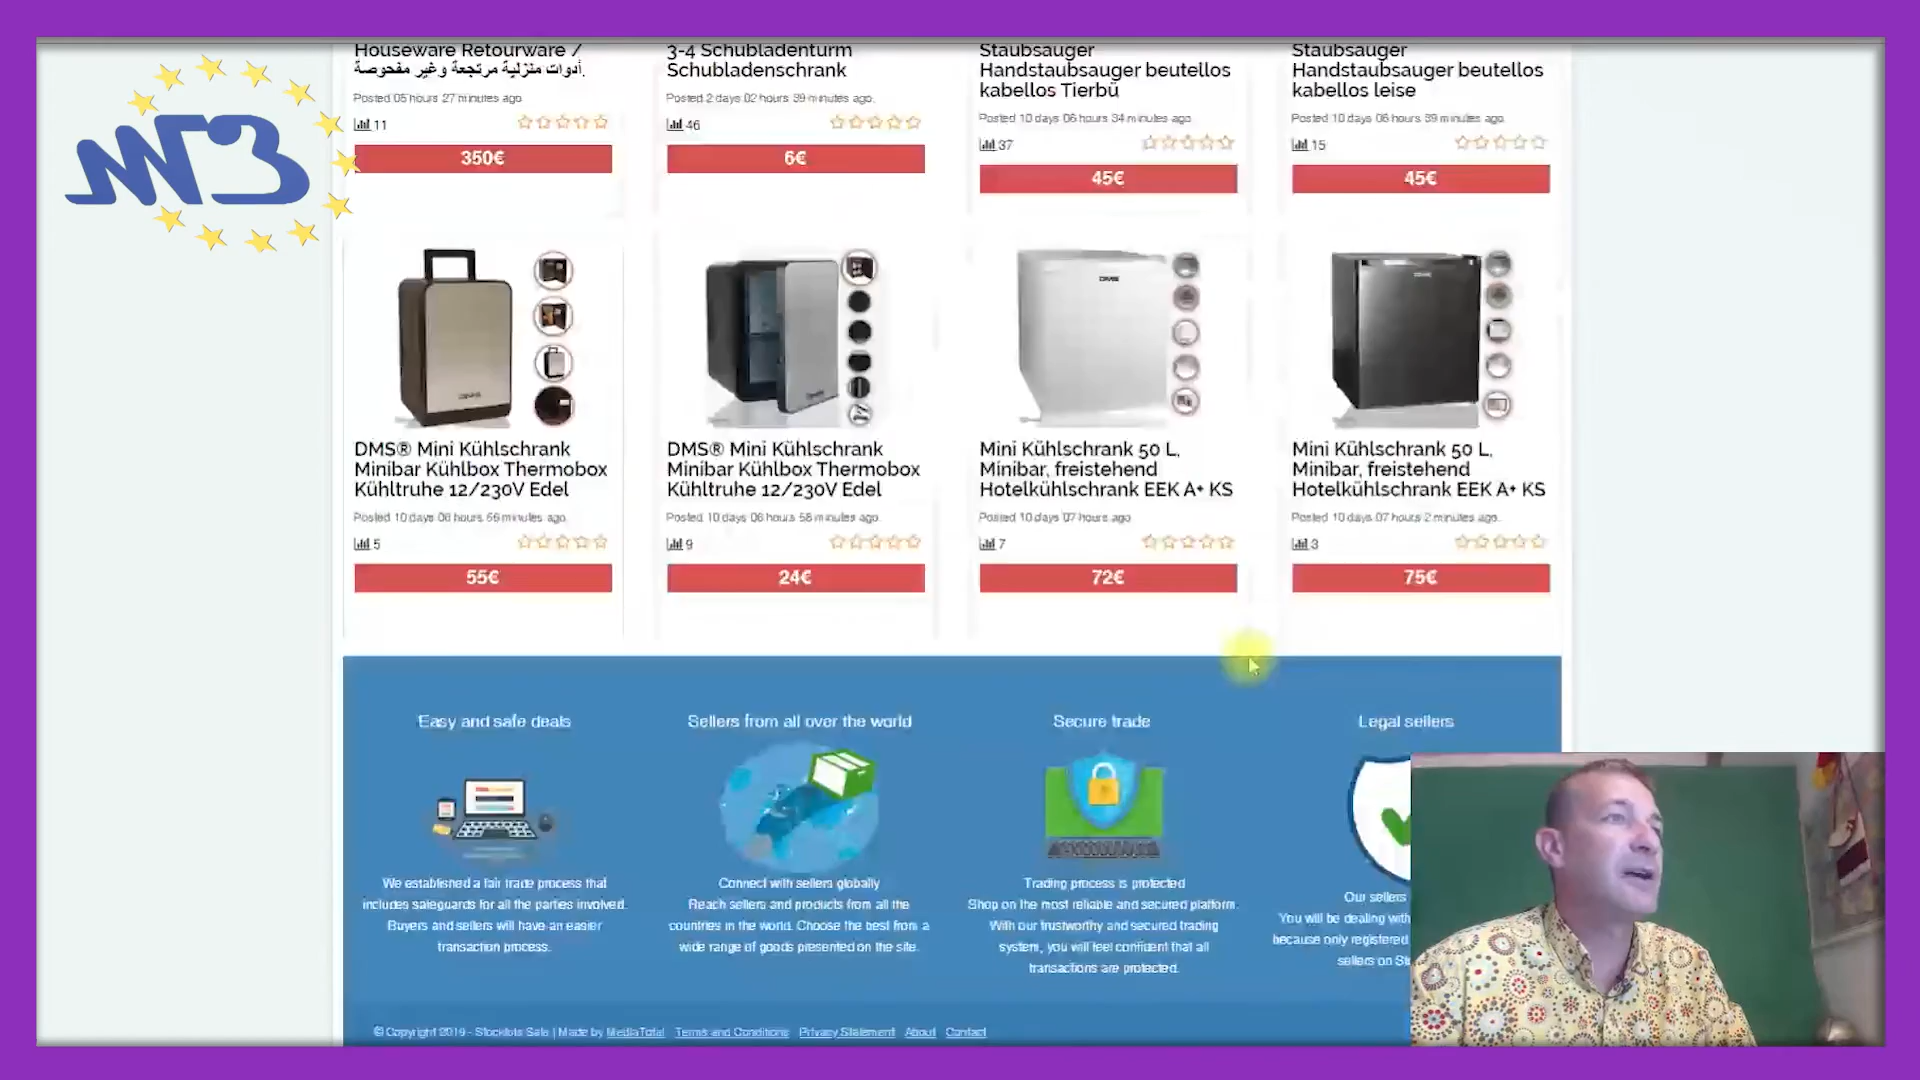 Houseware Retourware /
أدوات منزلية مرتجعة وغير مفحوصة.
Posted 05 hours 27 minutes ago.
11
350€
3-4 Schubladenturm
Schubladenschrank
Posted 2 days 02 hours 39 minutes ago.
46
6€
Staubsauger
Handstaubsauger beutellos
kabellos Tierbü
Posted 10 days 06 hours 34 minutes ago.
37
45€
Staubsauger
Handstaubsauger beutellos
kabellos leise
Posted 10 days 06 hours 39 minutes ago.
15
45€
DMS® Mini Kühlschrank
Minibar Kühlbox Thermobox
Kühltruhe 12/230V Edel
Posted 10 days 06 hours 56 minutes ago.
5
55€
DMS® Mini Kühlschrank
Minibar Kühlbox Thermobox
Kühltruhe 12/230V Edel
Posted 10 days 06 hours 58 minutes ago.
9
24€
Mini Kühlschrank 50 L,
Minibar, freistehend
Hotelkühlschrank EEK A+ KS
Posted 10 days 07 hours ago.
7
72€
Mini Kühlschrank 50 L,
Minibar, freistehend
Hotelkühlschrank EEK A+ KS
Posted 10 days 07 hours 2 minutes ago.
3
75€
Easy and safe deals
We established a fair trade process that
includes safeguards for all the parties involved.
Buyers and sellers will have an easier
transaction process.
Sellers from all over the world
Connect with sellers globally
Reach sellers and products from all the
countries in the world. Choose the best from a
wide range of goods presented on the site.
Secure trade
Trading process is protected
Shop on the most reliable and secured platform.
With our trustworthy and secured trading
system, you will feel confident that all
transactions are protected.
Legal sellers
Our sellers
You will be dealing with
because only registered
sellers on
© Copyright 2019 - Stocklots Sale | Made by MediaTotal Terms and Conditions Privacy Statement About Contact